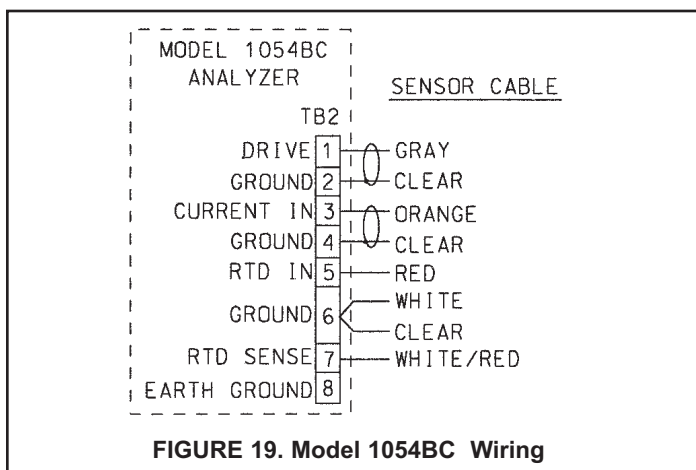 MODEL 1054BC
ANALYZER
SENSOR CABLE
TB2
DRIVE 1 GRAY
GROUND 2 CLEAR
CURRENT IN 3 ORANGE
GROUND 4 CLEAR
RTD IN 5 RED
WHITE
GROUND 6
CLEAR
RTD SENSE 7 WHITE/RED
EARTH GROUND 8
FIGURE 19. Model 1054BC Wiring